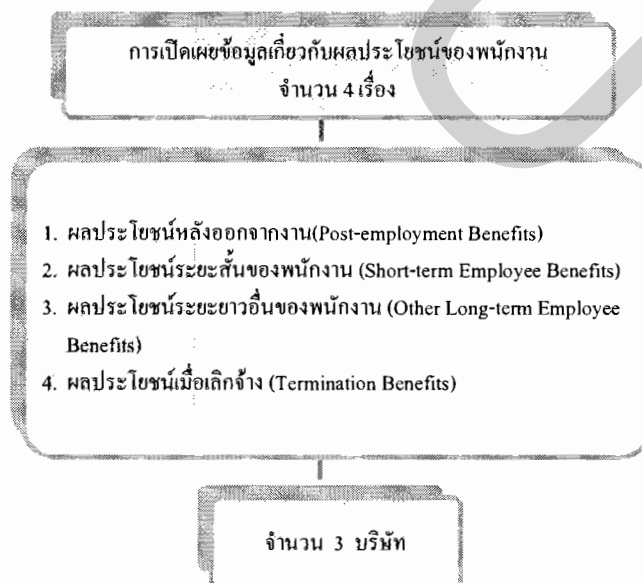 การเปิดเผยข้อมูลเกี่ยวกับผลประโยชน์ของพนักงาน
จำนวน 4 เรื่อง
1. ผลประโยชน์หลังออกจากงาน(Post-employment Benefits)
2. ผลประโยชน์ระยะสั้นของพนักงาน (Short-term Employee Benefits)
3. ผลประโยชน์ระยะยาวอื่นของพนักงาน (Other Long-term Employee
Benefits)
4. ผลประโยชน์เมื่อเลิกจ้าง (Termination Benefits)
จำนวน 3 บริษัท